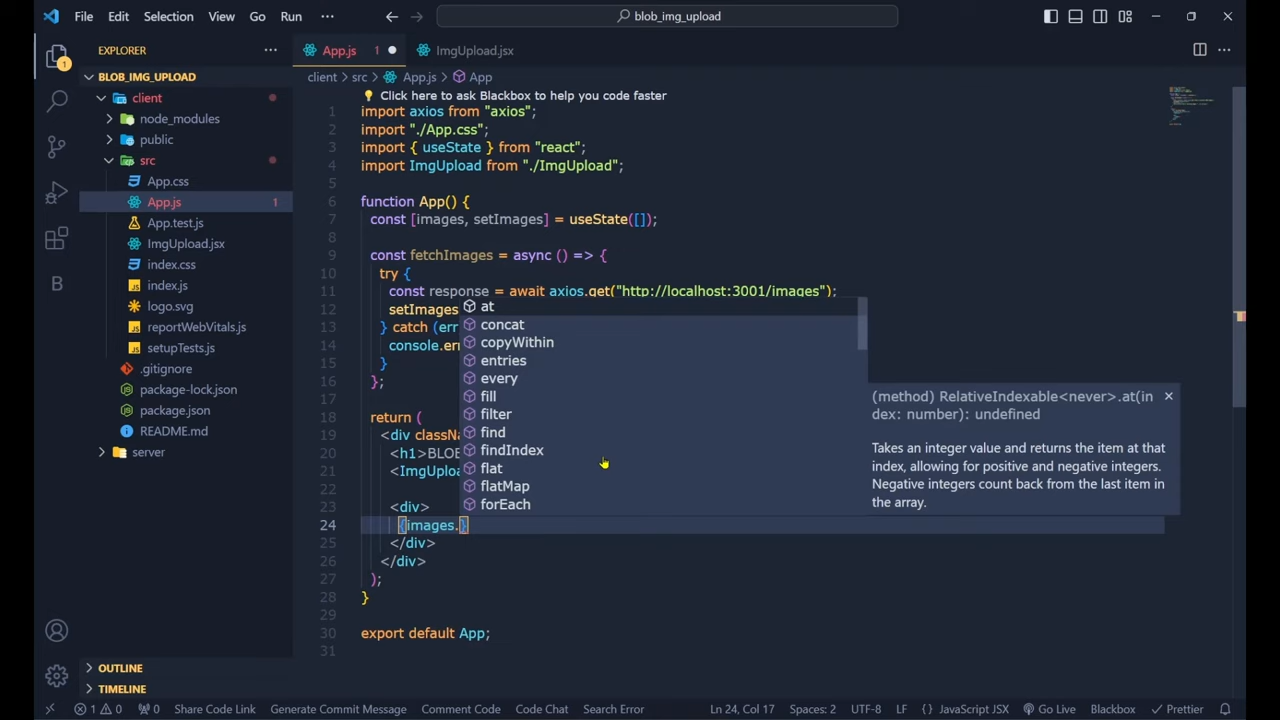 File Edit Selection View Go Run ··· blob_img_upload
EXPLORER ···
BLOB_IMG_UPLOAD
client
node_modules
public
src
App.css
App.js 1
App.test.js
ImgUpload.jsx
index.css
index.js
logo.svg
reportWebVitals.js
setupTests.js
.gitignore
package-lock.json
package.json
README.md
server
OUTLINE
TIMELINE
1
B
App.js 1 ImgUpload.jsx ···
client > src > App.js > App
Click here to ask Blackbox to help you code faster
1 import axios from "axios";
2 import "./App.css";
3 import { useState } from "react";
4 import ImgUpload from "./ImgUpload";
5
6 function App() {
7 const [images, setImages] = useState([]);
8
9 const fetchImages = async () => {
10 try {
11 const response = await axios.get("http://localhost:3001/images");
12 setImages
13 } catch (err
14 console.er
15 }
16 };
17
18 return (
19 <div classNa
20 <h1>BLOB
21 <ImgUploa
22
23 <div>
24 {images.}
25 </div>
26 </div>
27 );
28 }
29
30 export default App;
31
at
concat
copyWithin
entries
every
fill
filter
find
findIndex
flat
flatMap
forEach
(method) RelativeIndexable<never>.at(in
dex: number): undefined
Takes an integer value and returns the item at that
index, allowing for positive and negative integers.
Negative integers count back from the last item in
the array.
1 0 0 Share Code Link Generate Commit Message Comment Code Code Chat Search Error Ln 24, Col 17 Spaces: 2 UTF-8 LF {} JavaScript JSX Go Live Blackbox Prettier